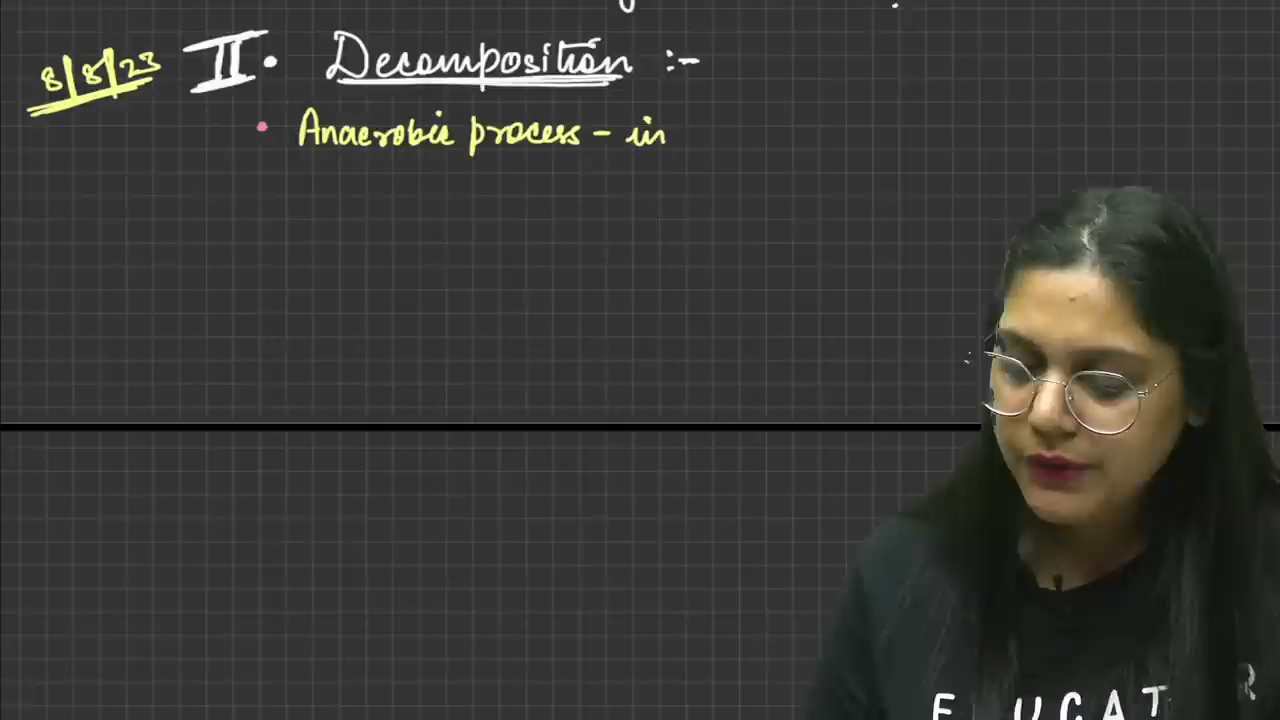 8/8/23 II. Decomposition :-
• Anaerobic process - in